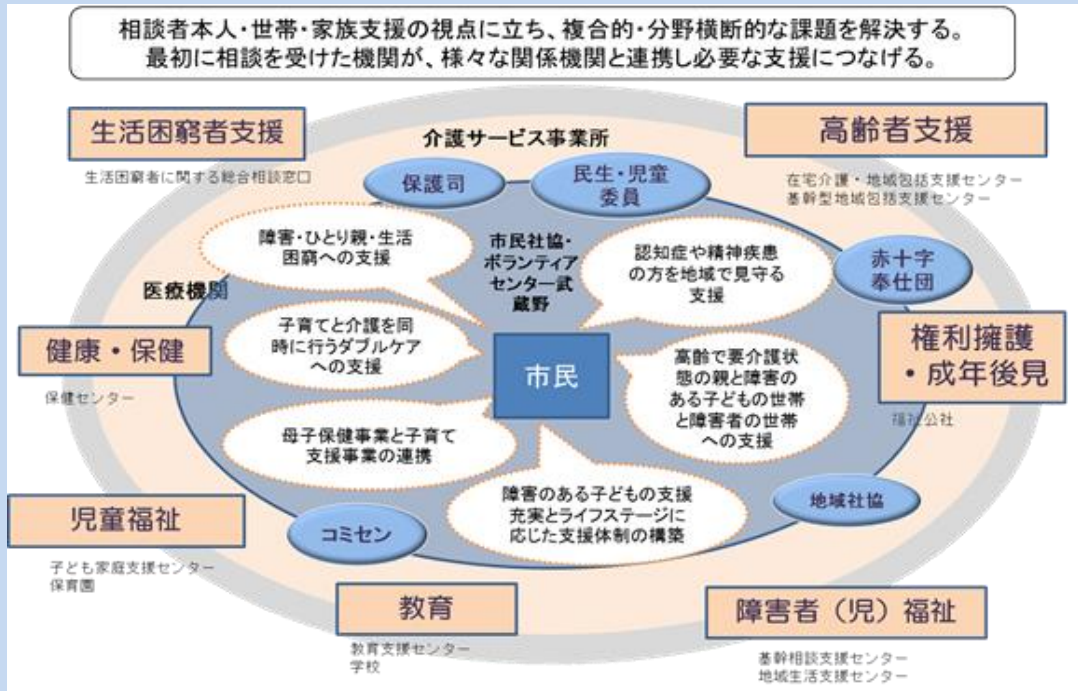 相談者本人・世帯・家族支援の視点に立ち、複合的・分野横断的な課題を解決する。
最初に相談を受けた機関が、様々な関係機関と連携し必要な支援につなげる。
生活困窮者支援
生活困窮者に関する総合相談窓口
介護サービス事業所
高齢者支援
在宅介護・地域包括支援センター
基幹型地域包括支援センター
保護司
民生・児童
委員
障害・ひとり親・生活
困窮への支援
市民社協・
ボランティア
センター武
蔵野
認知症や精神疾患
の方を地域で見守る
支援
赤十字
奉仕団
医療機関
健康・保健
保健センター
子育てと介護を同
時に行うダブルケア
への支援
市民
高齢で要介護状
態の親と障害の
ある子どもの世帯
と障害者の世帯
への支援
権利擁護
・成年後見
福祉公社
母子保健事業と子育て
支援事業の連携
障害のある子どもの支援
充実とライフステージに
応じた支援体制の構築
地域社協
児童福祉
子ども家庭支援センター
保育園
コミセン
教育
教育支援センター
学校
障害者（児）福祉
基幹相談支援センター
地域生活支援センター